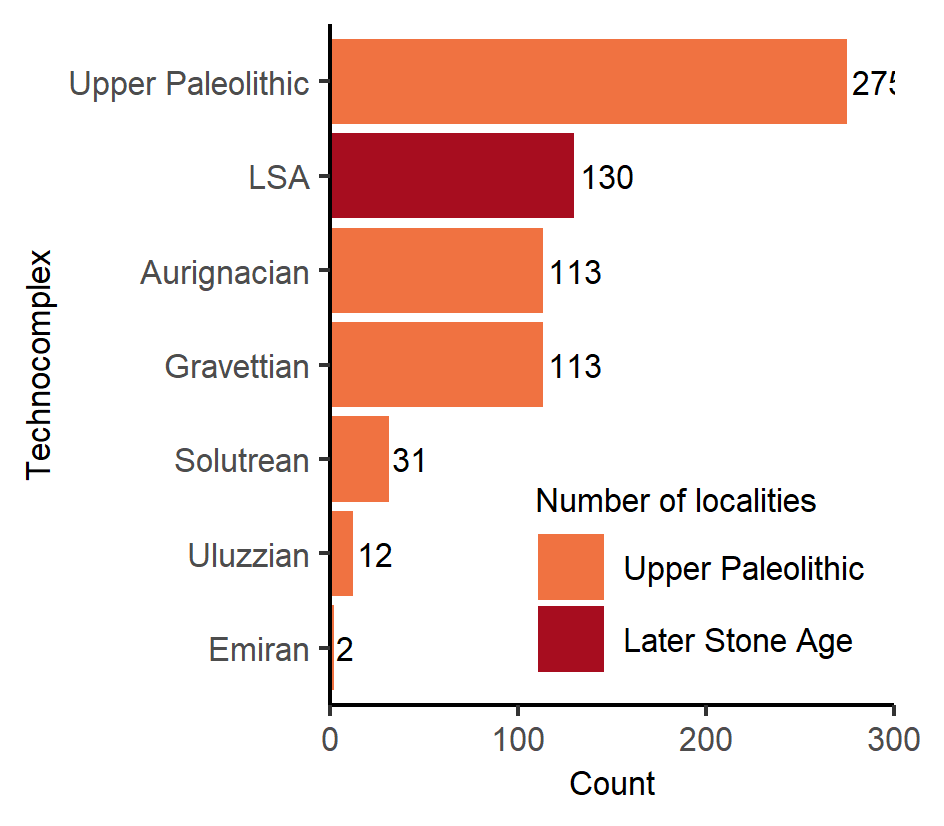 Upper Paleolithic
275
LSA
130
Aurignacian
113
Gravettian
113
Solutrean
31
Uluzzian
12
Emiran
2
Technocomplex
Number of localities
Upper Paleolithic
Later Stone Age
0 100 200 300
Count